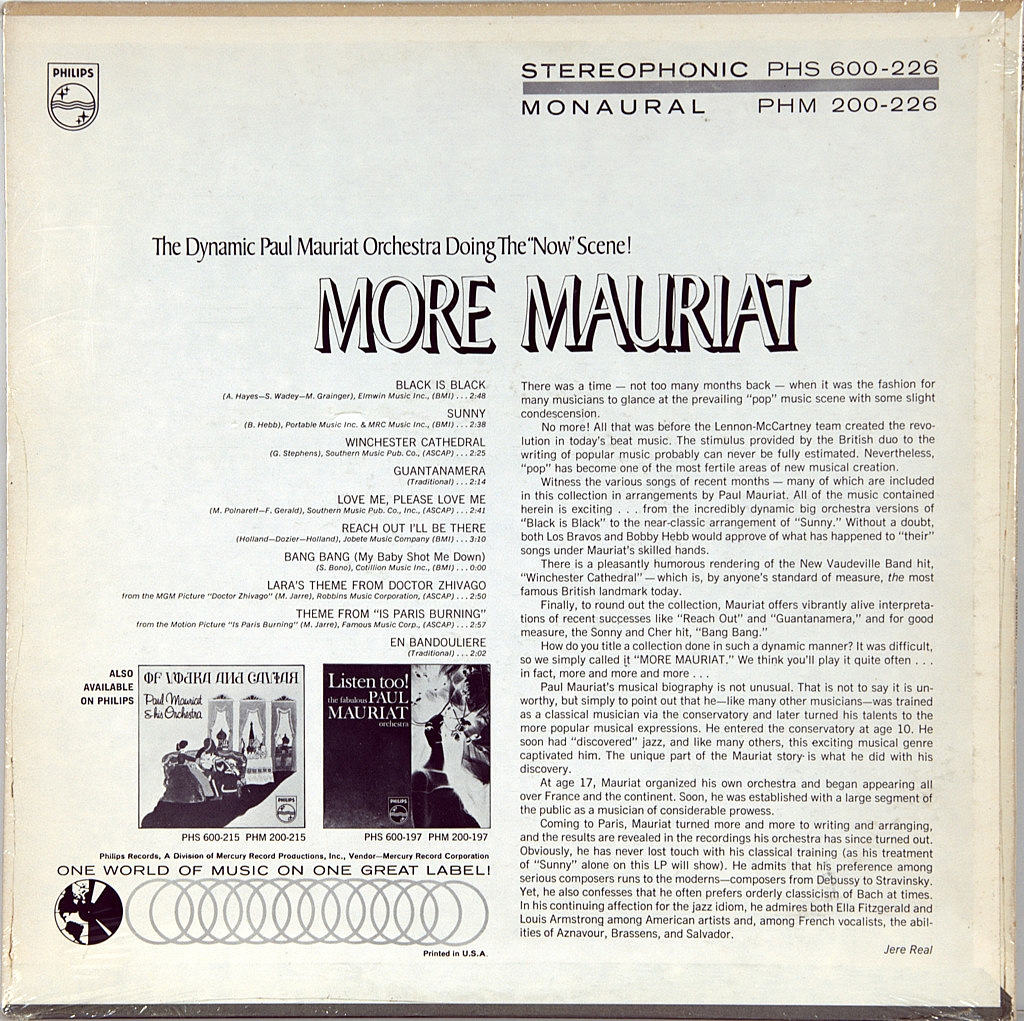 PHILIPS
STEREOPHONIC PHS 600-226
MONAURAL PHM 200-226
The Dynamic Paul Mauriat Orchestra Doing The "Now" Scene!
MORE MAURIAT
BLACK IS BLACK
(A. Hayes—S. Wadey—M. Grainger), Elmwin Music Inc., (BMI) . . . 2:48
SUNNY
(B. Hebb), Portable Music Inc. & MRC Music Inc., (BMI) . . . 2:38
WINCHESTER CATHEDRAL
(G. Stephens), Southern Music Pub. Co., (ASCAP) . . . 2:25
GUANTANAMERA
(Traditional) . . . 2:14
LOVE ME, PLEASE LOVE ME
(M. Polnareff—F. Gerald), Southern Music Pub. Co., Inc., (ASCAP) . . . 2:41
REACH OUT I'LL BE THERE
(Holland—Dozier—Holland), Jobete Music Company (BMI) . . . 3:10
BANG BANG (My Baby Shot Me Down)
(S. Bono), Cotillion Music Inc., (BMI) . . . 0:00
LARA'S THEME FROM DOCTOR ZHIVAGO
from the MGM Picture "Doctor Zhivago" (M. Jarre), Robbins Music Corporation, (ASCAP) . . . 2:50
THEME FROM "IS PARIS BURNING"
from the Motion Picture "Is Paris Burning" (M. Jarre), Famous Music Corp., (ASCAP) . . . 2:57
EN BANDOULIERE
(Traditional) . . . 2:02
ALSO
AVAILABLE
ON PHILIPS
OF VODKA AND CAVIAR
Paul Mauriat
& his Orchestra
PHILIPS
PHS 600-215 PHM 200-215
Listen too!
the fabulous PAUL
MAURIAT
orchestra
PHILIPS
PHS 600-197 PHM 200-197
Philips Records, A Division of Mercury Record Productions, Inc., Vendor—Mercury Record Corporation
ONE WORLD OF MUSIC ON ONE GREAT LABEL!
Printed in U.S.A.
There was a time — not too many months back — when it was the fashion for
many musicians to glance at the prevailing "pop" music scene with some slight
condescension.
No more! All that was before the Lennon-McCartney team created the revo-
lution in today's beat music. The stimulus provided by the British duo to the
writing of popular music probably can never be fully estimated. Nevertheless,
"pop" has become one of the most fertile areas of new musical creation.
Witness the various songs of recent months — many of which are included
in this collection in arrangements by Paul Mauriat. All of the music contained
herein is exciting . . . from the incredibly dynamic big orchestra versions of
"Black is Black" to the near-classic arrangement of "Sunny." Without a doubt,
both Los Bravos and Bobby Hebb would approve of what has happened to "their"
songs under Mauriat's skilled hands.
There is a pleasantly humorous rendering of the New Vaudeville Band hit,
"Winchester Cathedral" — which is, by anyone's standard of measure, the most
famous British landmark today.
Finally, to round out the collection, Mauriat offers vibrantly alive interpreta-
tions of recent successes like "Reach Out" and "Guantanamera," and for good
measure, the Sonny and Cher hit, "Bang Bang."
How do you title a collection done in such a dynamic manner? It was difficult,
so we simply called it "MORE MAURIAT." We think you'll play it quite often . . .
in fact, more and more and more . . .
Paul Mauriat's musical biography is not unusual. That is not to say it is un-
worthy, but simply to point out that he—like many other musicians—was trained
as a classical musician via the conservatory and later turned his talents to the
more popular musical expressions. He entered the conservatory at age 10. He
soon had "discovered" jazz, and like many others, this exciting musical genre
captivated him. The unique part of the Mauriat story is what he did with his
discovery.
At age 17, Mauriat organized his own orchestra and began appearing all
over France and the continent. Soon, he was established with a large segment of
the public as a musician of considerable prowess.
Coming to Paris, Mauriat turned more and more to writing and arranging,
and the results are revealed in the recordings his orchestra has since turned out.
Obviously, he has never lost touch with his classical training (as his treatment
of "Sunny" alone on this LP will show). He admits that his preference among
serious composers runs to the moderns—composers from Debussy to Stravinsky.
Yet, he also confesses that he often prefers orderly classicism of Bach at times.
In his continuing affection for the jazz idiom, he admires both Ella Fitzgerald and
Louis Armstrong among American artists and, among French vocalists, the abil-
ities of Aznavour, Brassens, and Salvador.
Jere Real